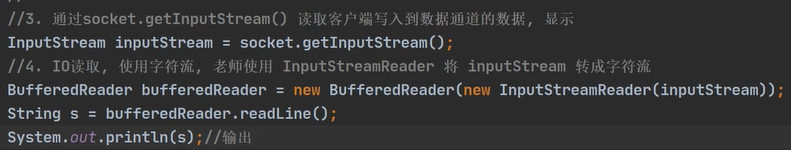 //3. 通过socket.getInputStream() 读取客户端写入到数据通道的数据, 显示
InputStream inputStream = socket.getInputStream();
//4. IO读取, 使用字符流, 老师使用 InputStreamReader 将 inputStream 转成字符流
BufferedReader bufferedReader = new BufferedReader(new InputStreamReader(inputStream));
String s = bufferedReader.readLine();
System.out.println(s);//输出